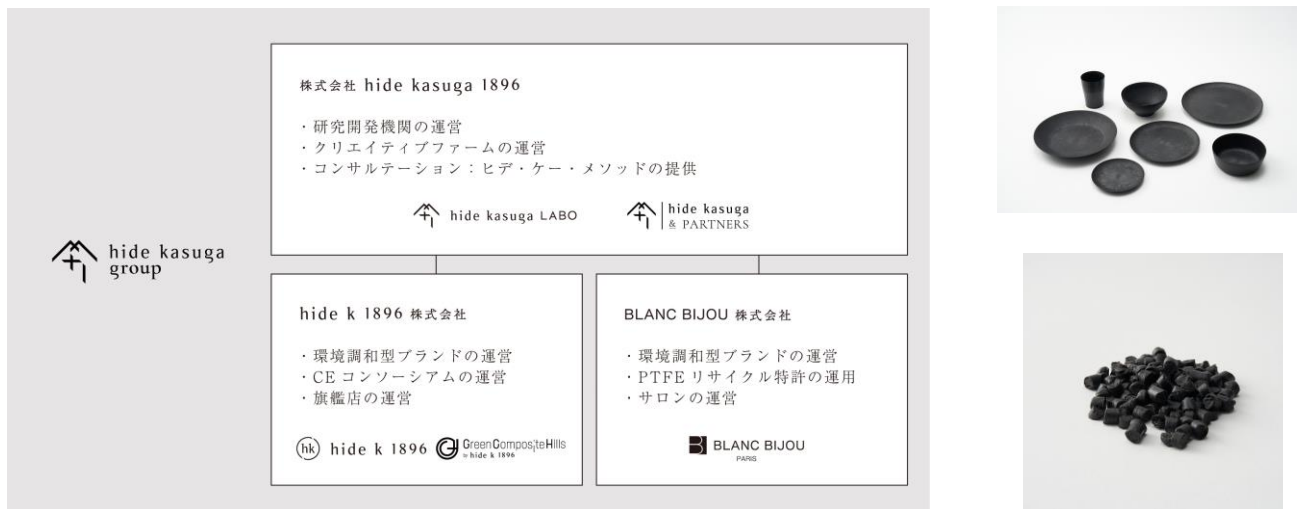 hide kasuga
group
株式会社 hide kasuga 1896
・研究開発機関の運営
・クリエイティブファームの運営
・コンサルテーション：ヒデ・ケー・メソッドの提供
hide kasuga LABO
hide kasuga
& PARTNERS
hide k 1896 株式会社
・環境調和型ブランドの運営
・CE コンソーシアムの運営
・旗艦店の運営
hk hide k 1896
GreenCompositeHills
by hide k 1896
BLANC BIJOU 株式会社
・環境調和型ブランドの運営
・PTFE リサイクル特許の運用
・サロンの運営
BLANC BIJOU
PARIS